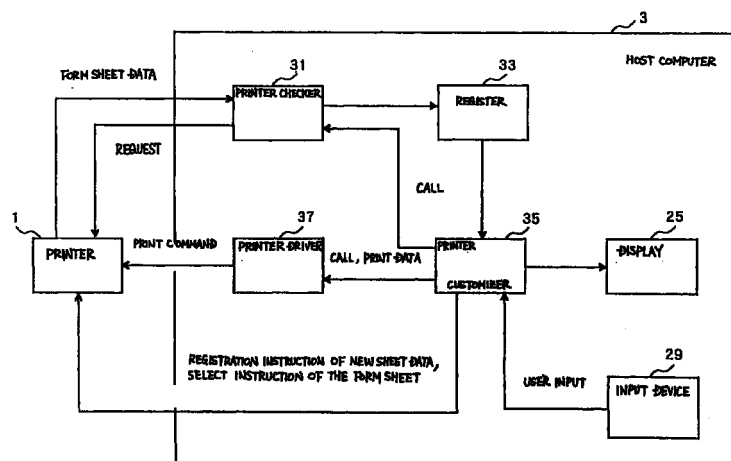 3
HOST COMPUTER
FORM SHEET DATA
31
PRINTER CHECKER
33
REGISTER
REQUEST
CALL
1
PRINTER
PRINT COMMAND
37
PRINTER DRIVER
CALL, PRINT DATA
35
PRINTER
CUSTOMIZER
25
DISPLAY
REGISTRATION INSTRUCTION OF NEW SHEET DATA,
SELECT INSTRUCTION OF THE FORM SHEET
USER INPUT
29
INPUT DEVICE